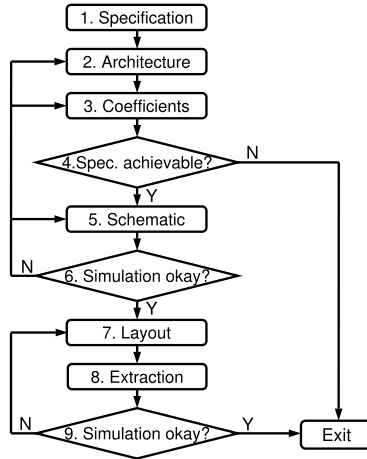 1. Specification
2. Architecture
3. Coefficients
4.Spec. achievable?
N
Y
5. Schematic
N
6. Simulation okay?
Y
7. Layout
8. Extraction
N
9. Simulation okay?
Y
Exit